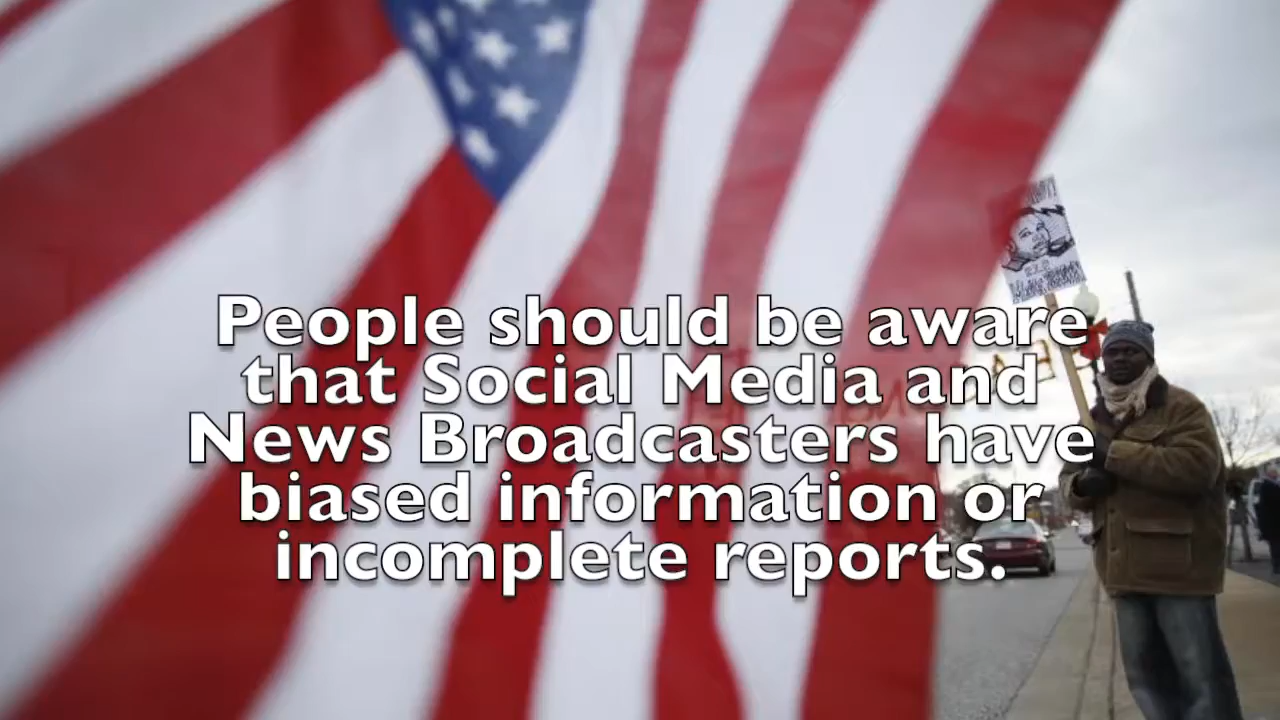 People should be aware
that Social Media and
News Broadcasters have
biased information or
incomplete reports.